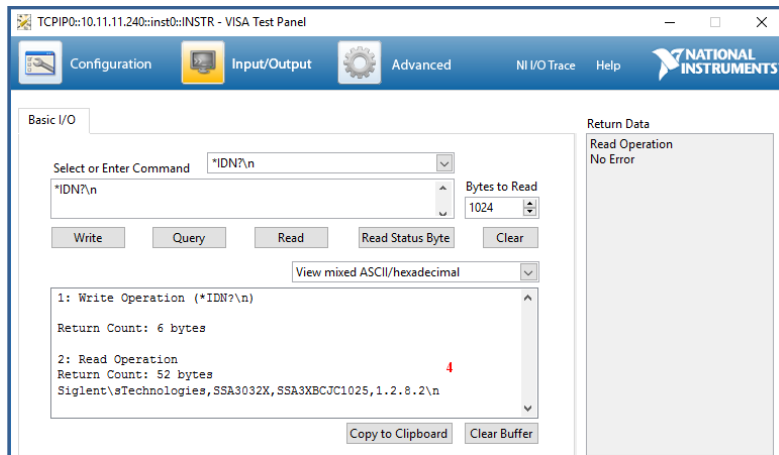 TCPIP0::10.11.11.240::inst0::INSTR - VISA Test Panel
Configuration Input/Output Advanced NI I/O Trace Help NATIONAL INSTRUMENTS
Basic I/O
Return Data
Read Operation
No Error
Select or Enter Command *IDN?\n
*IDN?\n
Bytes to Read
1024
Write Query Read Read Status Byte Clear
View mixed ASCII/hexadecimal
1: Write Operation (*IDN?\n)
Return Count: 6 bytes
2: Read Operation
Return Count: 52 bytes
4
Siglent\sTechnologies,SSA3032X,SSA3XBCJC1025,1.2.8.2\n
Copy to Clipboard Clear Buffer